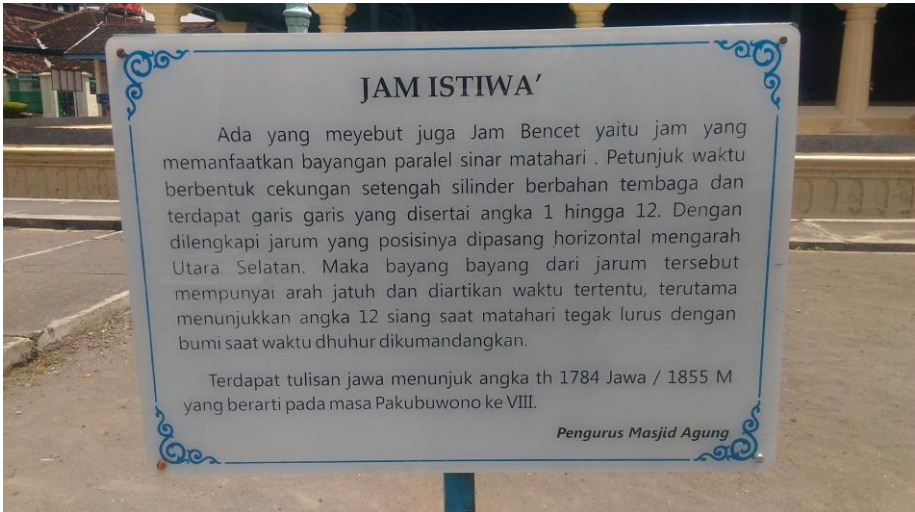 JAM ISTIWA'
Ada yang meyebut juga Jam Bencet yaitu jam yang
memanfaatkan bayangan paralel sinar matahari . Petunjuk waktu
berbentuk cekungan setengah silinder berbahan tembaga dan
terdapat garis garis yang disertai angka 1 hingga 12. Dengan
dilengkapi jarum yang posisinya dipasang horizontal mengarah
Utara Selatan. Maka bayang bayang dari jarum tersebut
mempunyai arah jatuh dan diartikan waktu tertentu, terutama
menunjukkan angka 12 siang saat matahari tegak lurus dengan
bumi saat waktu dhuhur dikumandangkan.
Terdapat tulisan jawa menunjuk angka th 1784 Jawa / 1855 M
yang berarti pada masa Pakubuwono ke VIII.
Pengurus Masjid Agung